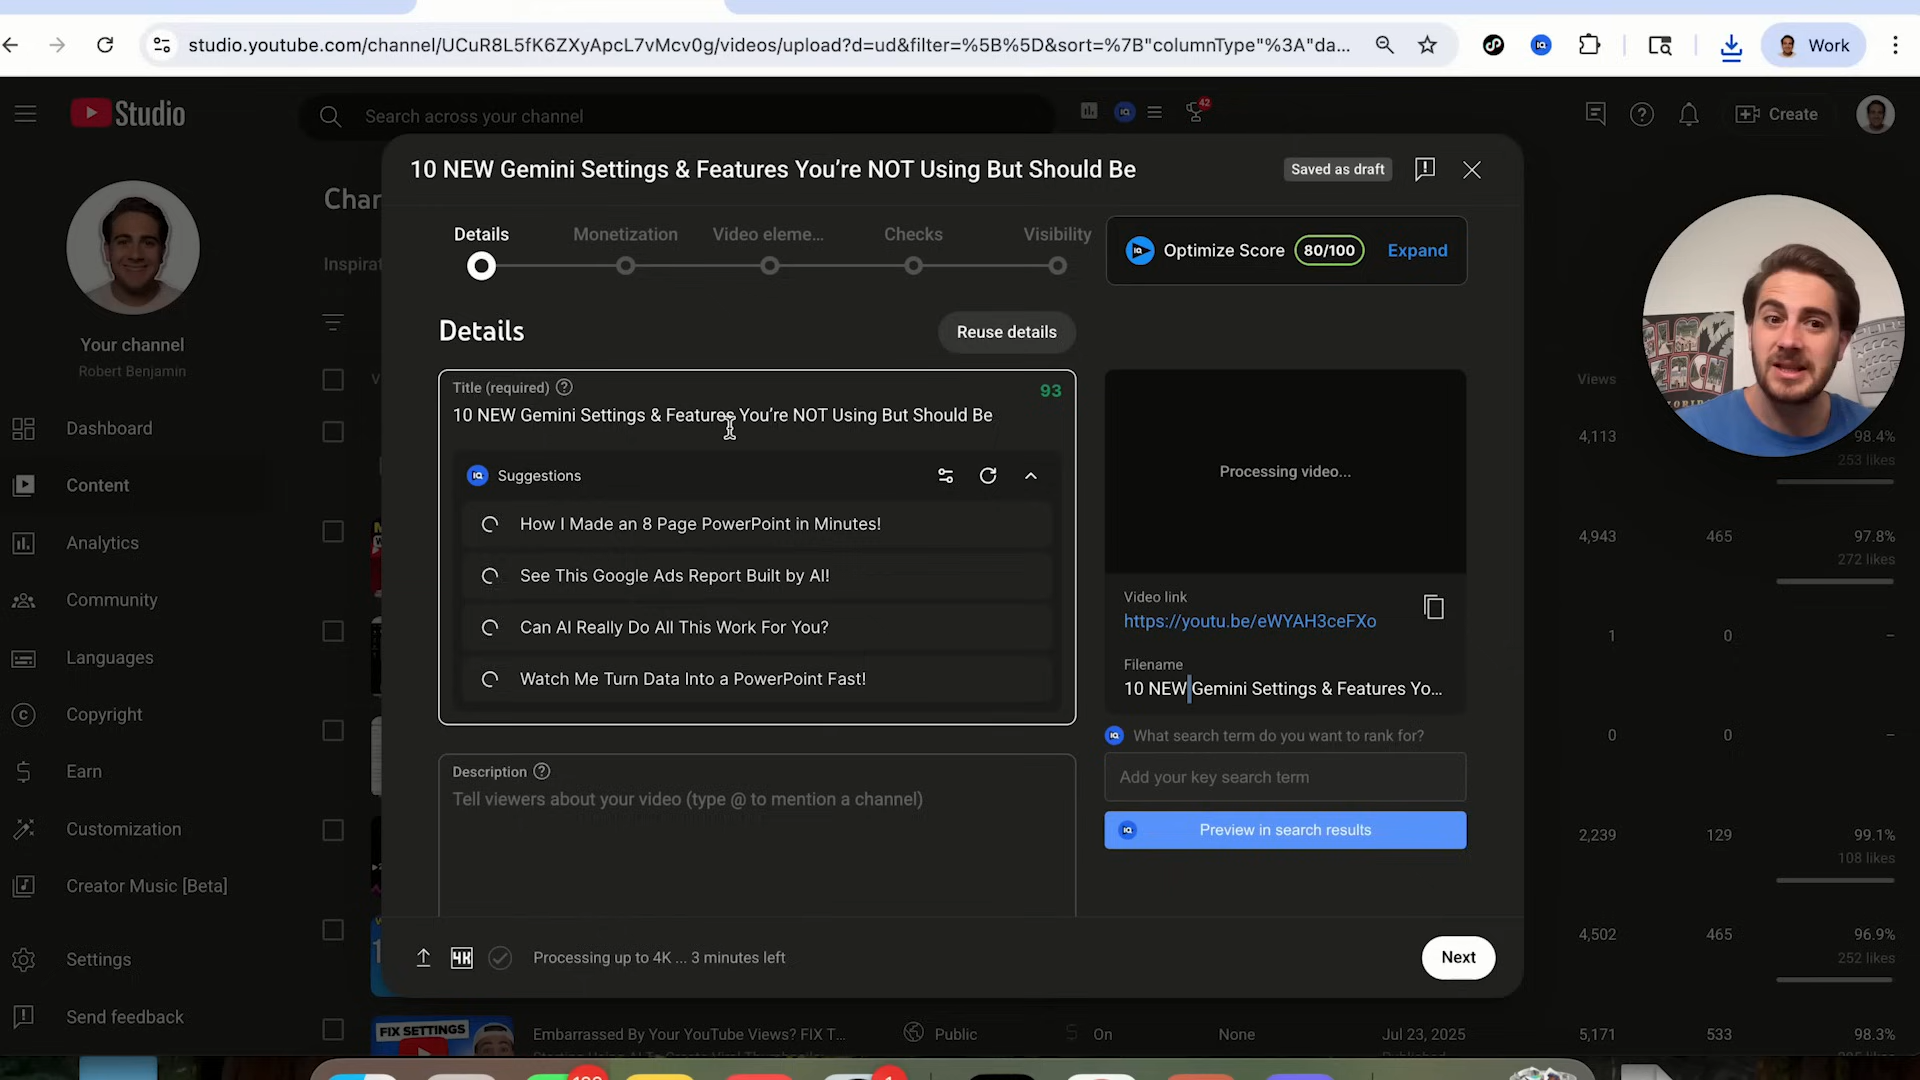 studio.youtube.com/channel/UCuR8L5fK6ZXyApcL7vMcv0g/videos/upload?d=ud&filter=%5B%5D&sort=%7B"columnType"%3A"da...
Work
Studio
Search across your channel
42
Create
10 NEW Gemini Settings & Features You're NOT Using But Should Be
Saved as draft
Details
Monetization
Video eleme...
Checks
Visibility
Optimize Score
80/100
Expand
Details
Reuse details
Title (required)
93
10 NEW Gemini Settings & Features You're NOT Using But Should Be
Suggestions
How I Made an 8 Page PowerPoint in Minutes!
See This Google Ads Report Built by AI!
Can AI Really Do All This Work For You?
Watch Me Turn Data Into a PowerPoint Fast!
Description
Tell viewers about your video (type @ to mention a channel)
Processing video...
Video link
https://youtu.be/eWYAH3ceFXo
Filename
10 NEW Gemini Settings & Features Yo...
What search term do you want to rank for?
Add your key search term
Preview in search results
4K
Processing up to 4K ... 3 minutes left
Next
Your channel
Robert Benjamin
Dashboard
Content
Analytics
Community
Languages
Copyright
Earn
Customization
Creator Music [Beta]
Settings
Send feedback
Char
Inspirat
Views
4,113
98.4%
253 likes
4,943
465
97.8%
272 likes
1
0
–
0
0
–
2,239
129
99.1%
108 likes
4,502
465
96.9%
252 likes
FIX SETTINGS
Embarrassed By Your YouTube Views? FIX T...
Public
On
None
Jul 23, 2025
5,171
533
98.3%